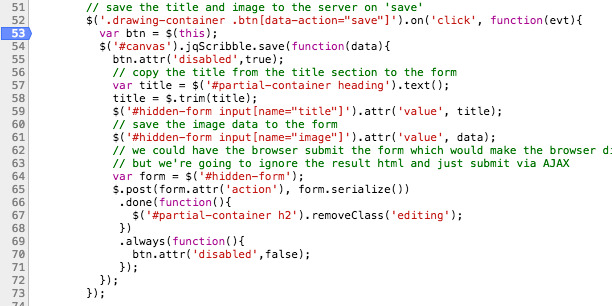 51 // save the title and image to the server on 'save'
52 $('.drawing-container .btn[data-action="save"]').on('click', function(evt){
53 var btn = $(this);
54 $('#canvas').jqScribble.save(function(data){
55 btn.attr('disabled',true);
56 // copy the title from the title section to the form
57 var title = $('#partial-container heading').text();
58 title = $.trim(title);
59 $('#hidden-form input[name="title"]').attr('value', title);
60 // save the image data to the form
61 $('#hidden-form input[name="image"]').attr('value', data);
62 // we could have the browser submit the form which would make the browser di
63 // but we're going to ignore the result html and just submit via AJAX
64 var form = $('#hidden-form');
65 $.post(form.attr('action'), form.serialize())
66 .done(function(){
67 $('#partial-container h2').removeClass('editing');
68 })
69 .always(function(){
70 btn.attr('disabled',false);
71 });
72 });
73 });
74